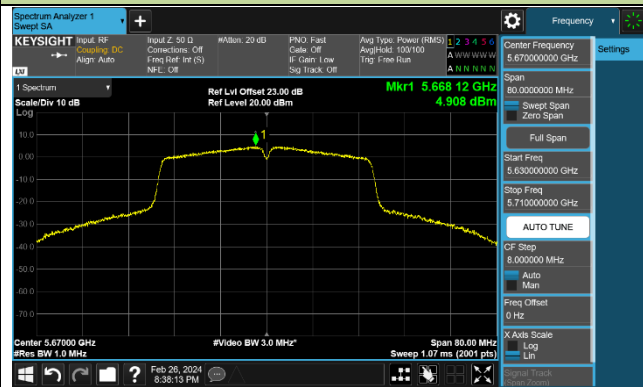 Spectrum Analyzer 1
Swept SA
Frequency
KEYSIGHT
Input: RF
Coupling: DC
Align: Auto
Input Z: 50 Ω
Corrections: Off
Freq Ref: Int (S)
NFE: Off
#Atten: 20 dB
PNO: Fast
Gate: Off
IF Gain: Low
Sig Track: Off
Avg Type: Power (RMS)
Avg|Hold: 100/100
Trig: Free Run
1 2 3 4 5 6
A W W W W W
A N N N N N
LXI
1 Spectrum
Scale/Div 10 dB
Ref Lvl Offset 23.00 dB
Ref Level 20.00 dBm
Mkr1 5.668 12 GHz
4.908 dBm
Log
1
10.0
0.00
-10.0
-20.0
-30.0
-40.0
-50.0
-60.0
-70.0
Center 5.67000 GHz
#Res BW 1.0 MHz
#Video BW 3.0 MHz*
Span 80.00 MHz
Sweep 1.07 ms (2001 pts)
Feb 26, 2024
8:38:13 PM
?
Center Frequency
5.670000000 GHz
Settings
Span
80.0000000 MHz
Swept Span
Zero Span
Full Span
Start Freq
5.630000000 GHz
Stop Freq
5.710000000 GHz
AUTO TUNE
CF Step
8.000000 MHz
Auto
Man
Freq Offset
0 Hz
X Axis Scale
Log
Lin
Signal Track
(Span Zoom)